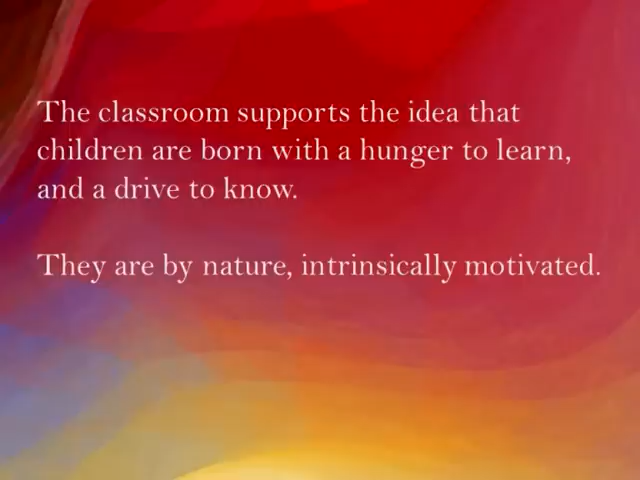 The classroom supports the idea that
children are born with a hunger to learn,
and a drive to know.
They are by nature, intrinsically motivated.